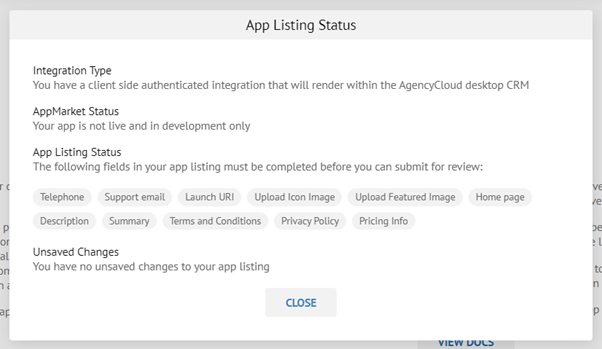 App Listing Status
Integration Type
You have a client side authenticated integration that will render within the AgencyCloud desktop CRM
AppMarket Status
Your app is not live and in development only
App Listing Status
The following fields in your app listing must be completed before you can submit for review:
Telephone Support email Launch URI Upload Icon Image Upload Featured Image Home page
Description Summary Terms and Conditions Privacy Policy Pricing Info
Unsaved Changes
You have no unsaved changes to your app listing
CLOSE
VIEW DOCS